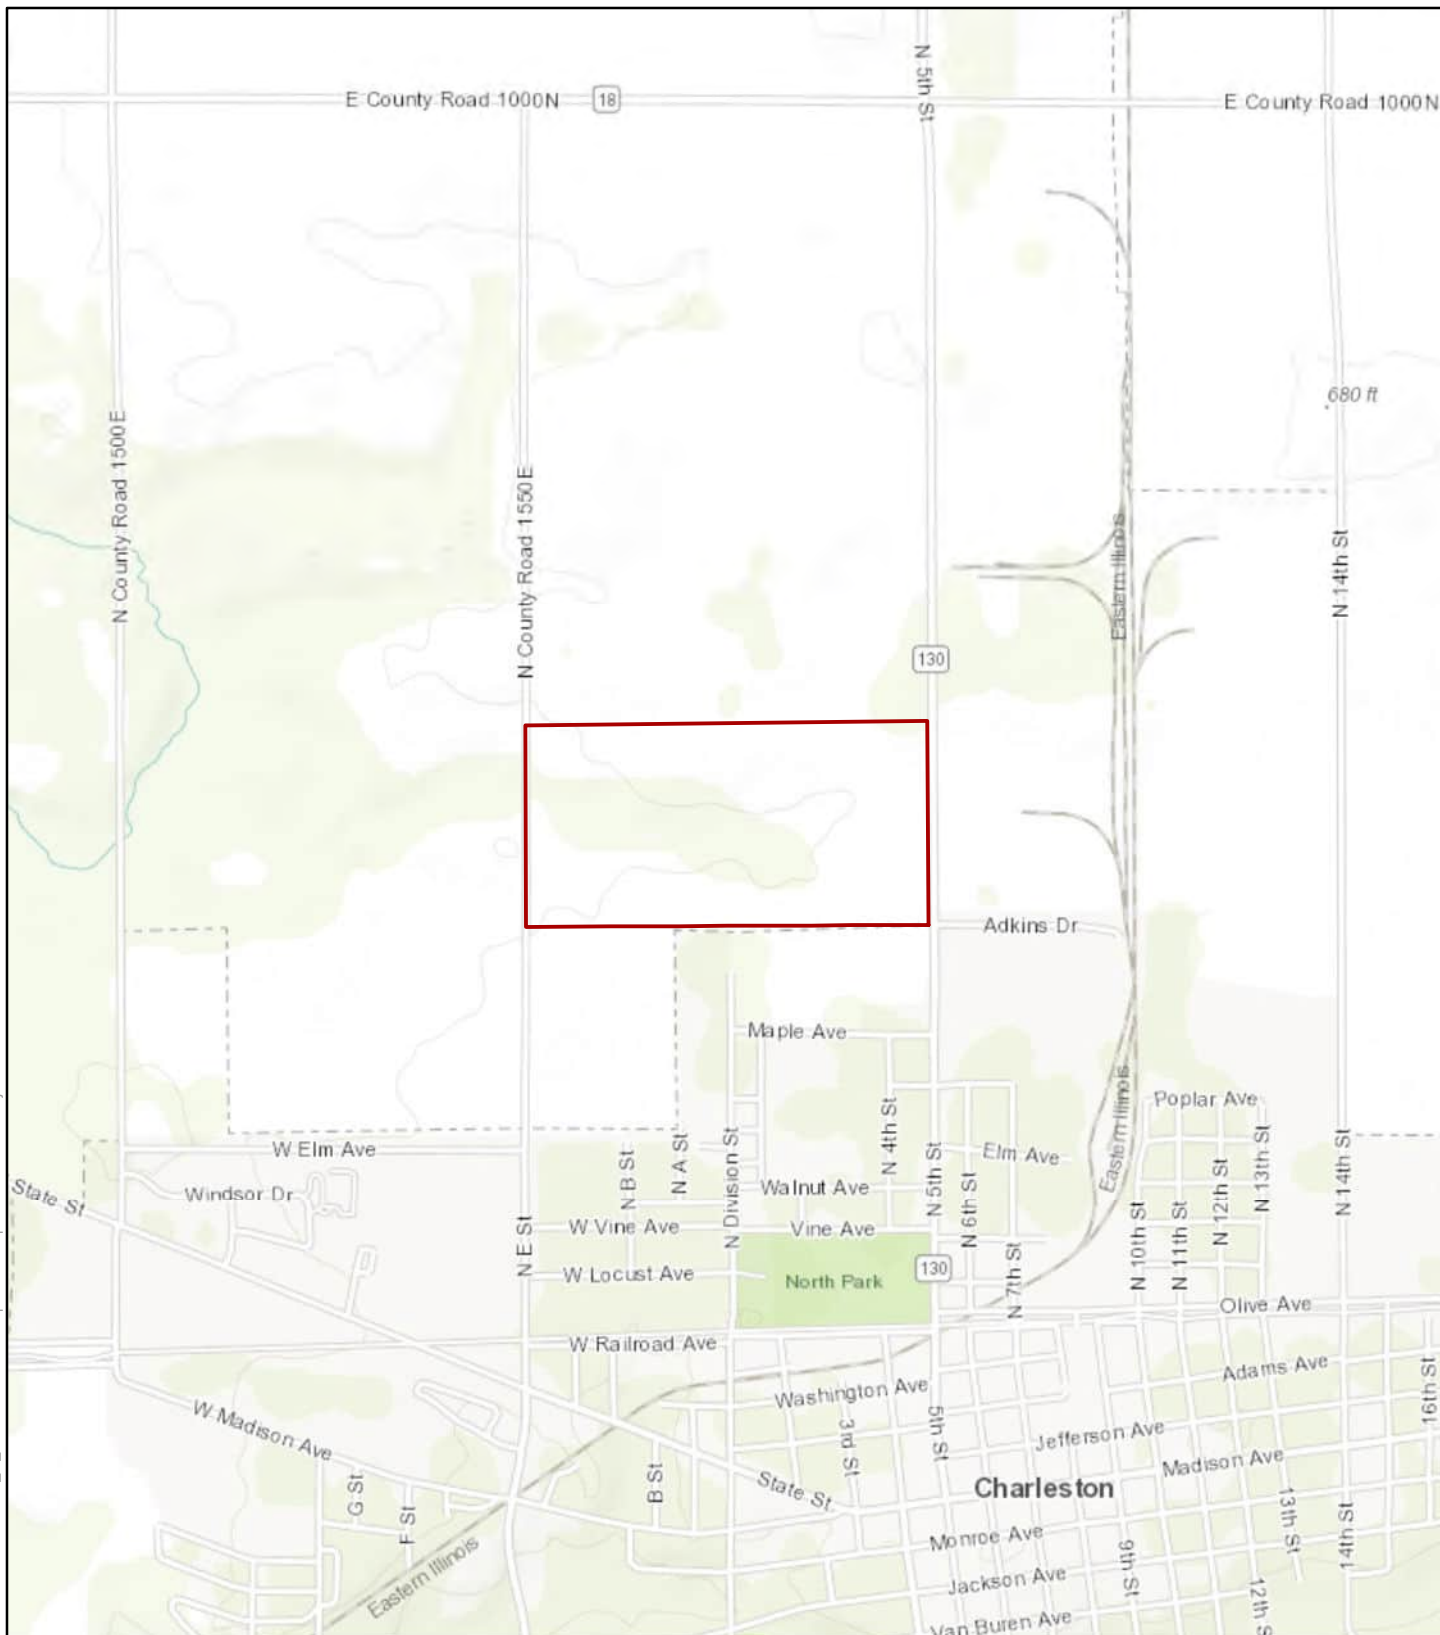 N 5th St
E County Road 1000N
18
E County Road 1000N
680 ft
N County Road 1500E
N County Road 1550E
Eastern Illinois
N 14th St
130
Adkins Dr
Maple Ave
Eastern Illinois
Poplar Ave
N 4th St
W Elm Ave
N B St
N A St
N Division St
N 5th St
Elm Ave
N 12th St
N 13th St
N 14th St
State St
Windsor Dr
Walnut Ave
N 6th St
N E St
W Vine Ave
Vine Ave
N 10th St
N 11th St
W Locust Ave
North Park
130
N 7th St
Olive Ave
W Railroad Ave
Adams Ave
Washington Ave
16th St
W Madison Ave
3rd St
5th St
Jefferson Ave
Madison Ave
G St
F St
B St
State St
Charleston
Monroe Ave
13th St
14th St
Eastern Illinois
Jackson Ave
9th St
12th S
Van Buren Ave